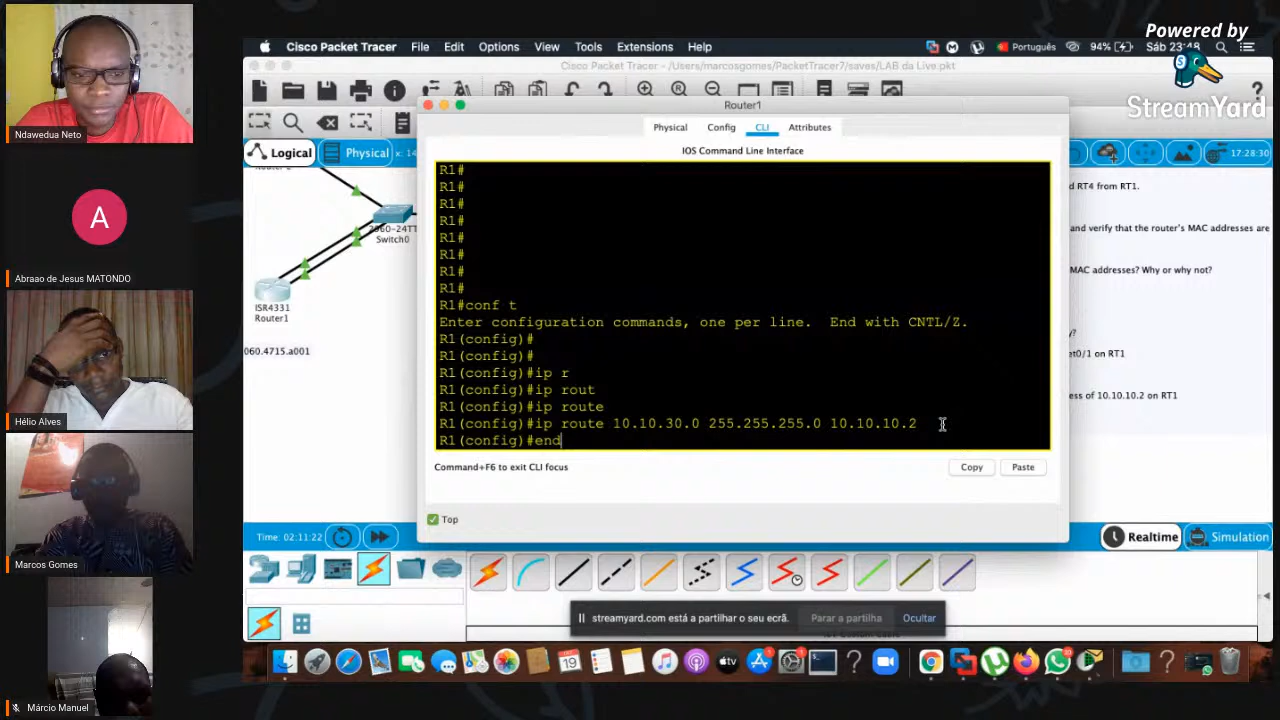 Powered by
StreamYard
Ndawedua Neto
A
Abraao de Jesus MATONDO
Hélio Alves
Marcos Gomes
Márcio Manuel
Cisco Packet Tracer File Edit Options View Tools Extensions Help
Português 94% Sáb 23:48
Cisco Packet Tracer - /Users/marcosgomes/PacketTracer7/saves/LAB da Live.pkt
Logical Physical x: 14
17:28:30
2960-24TT
Switch0
ISR4331
Router1
060.4715.a001
Router1
Physical Config CLI Attributes
IOS Command Line Interface
R1#
R1#
R1#
R1#
R1#
R1#
R1#
R1#
R1#conf t
Enter configuration commands, one per line. End with CNTL/Z.
R1(config)#
R1(config)#
R1(config)#ip r
R1(config)#ip rout
R1(config)#ip route
R1(config)#ip route 10.10.30.0 255.255.255.0 10.10.10.2
R1(config)#end
Command+F6 to exit CLI focus
Copy Paste
Top
d RT4 from RT1.
and verify that the router's MAC addresses are
MAC addresses? Why or why not?
y?
et0/1 on RT1
ess of 10.10.10.2 on RT1
Time: 02:11:22
Realtime Simulation
streamyard.com está a partilhar o seu ecrã. Parar a partilha Ocultar